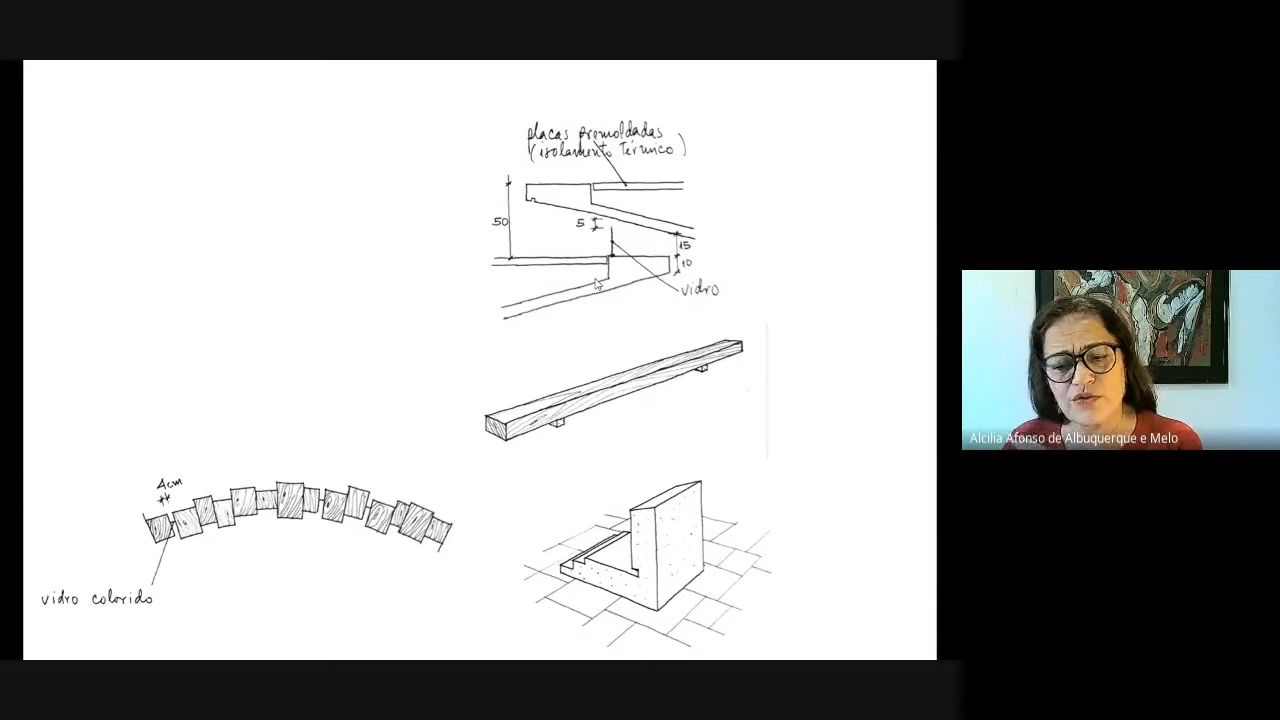 placas premoldadas
(isolamento térmico)
50
5
15
10
vidro
4cm
vidro colorido
Alcilia Afonso de Albuquerque e Melo